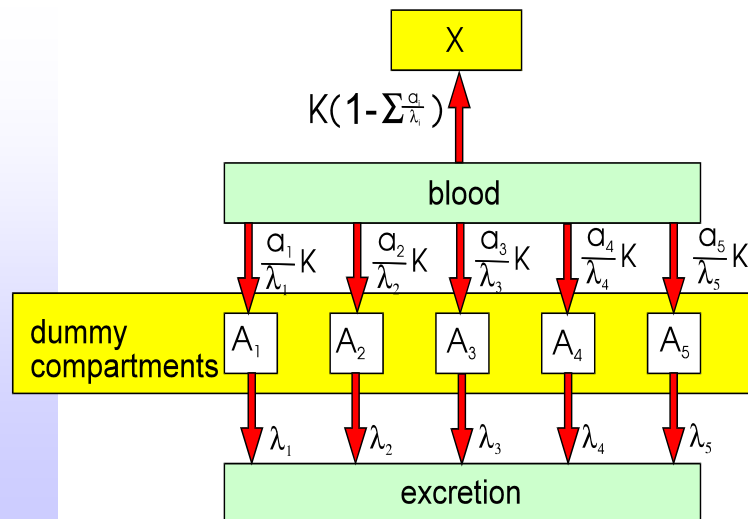 X
K(1-Σ aᵢ/λᵢ )
blood
a₁/λ₁ K a₂/λ₂ K a₃/λ₃ K a₄/λ₄ K a₅/λ₅ K
dummy
compartments
A₁ A₂ A₃ A₄ A₅
λ₁ λ₂ λ₃ λ₄ λ₅
excretion